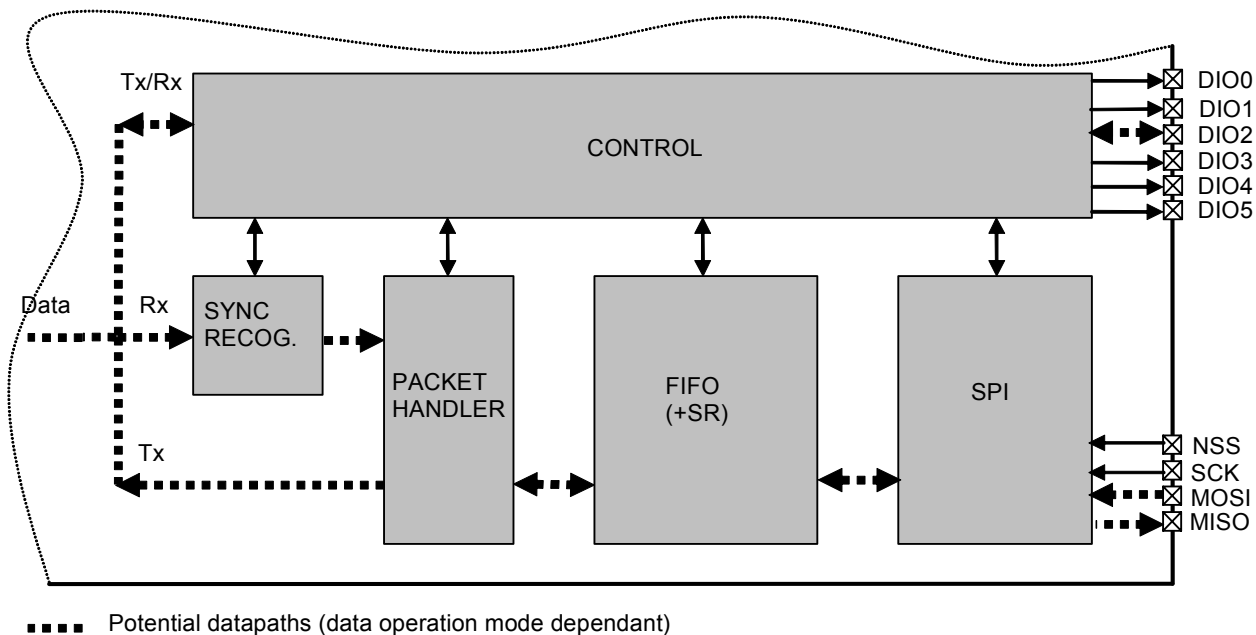 Tx/Rx
CONTROL
DIO0
DIO1
DIO2
DIO3
DIO4
DIO5
Data
Rx
SYNC
RECOG.
PACKET
HANDLER
FIFO
(+SR)
SPI
Tx
NSS
SCK
MOSI
MISO
Potential datapaths (data operation mode dependant)